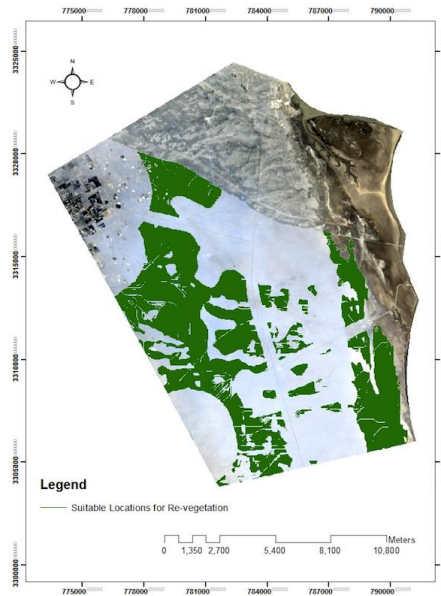 775000 778000 781000 784000 787000 790000
3325000
N
W E
S
3320000
3315000
3310000
3305000
3300000
Legend
Suitable Locations for Re-vegetation
Meters
0 1,350 2,700 5,400 8,100 10,800
775000 778000 781000 784000 787000 790000